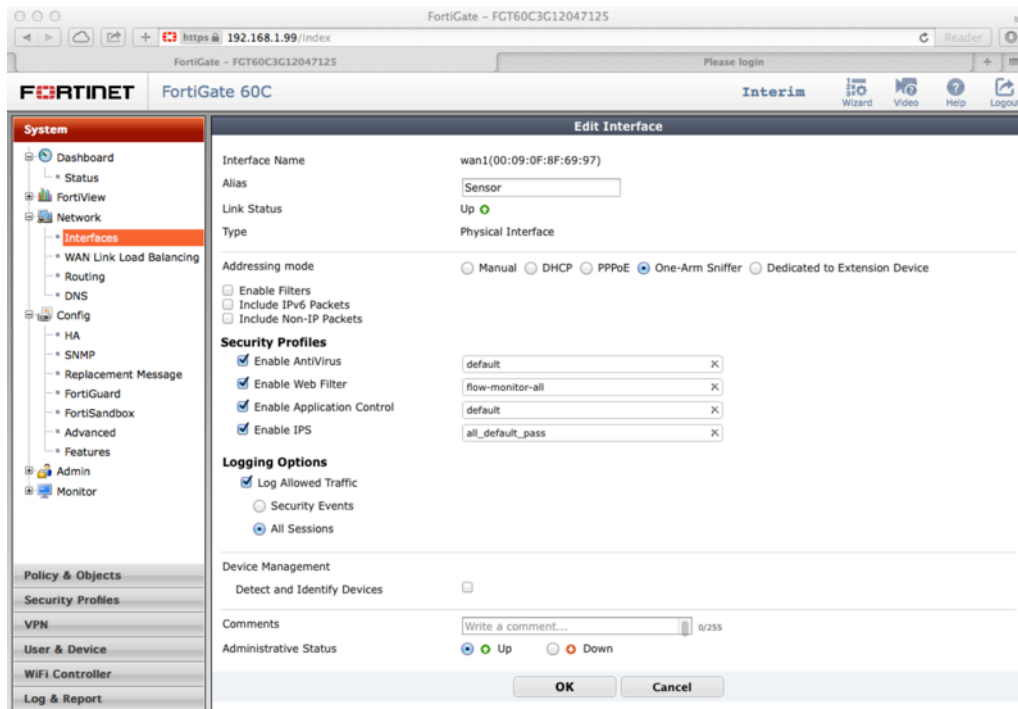 FortiGate – FGT60C3G12047125
https 192.168.1.99/index
Reader
FortiGate – FGT60C3G12047125
Please login
FORTINET
FortiGate 60C
Interim
Wizard
Video
Help
Logout
System
Dashboard
Status
FortiView
Network
Interfaces
WAN Link Load Balancing
Routing
DNS
Config
HA
SNMP
Replacement Message
FortiGuard
FortiSandbox
Advanced
Features
Admin
Monitor
Policy & Objects
Security Profiles
VPN
User & Device
WiFi Controller
Log & Report
Edit Interface
Interface Name wan1(00:09:0F:8F:69:97)
Alias Sensor
Link Status Up
Type Physical Interface
Addressing mode Manual DHCP PPPoE One-Arm Sniffer Dedicated to Extension Device
Enable Filters
Include IPv6 Packets
Include Non-IP Packets
Security Profiles
Enable AntiVirus default
Enable Web Filter flow-monitor-all
Enable Application Control default
Enable IPS all_default_pass
Logging Options
Log Allowed Traffic
Security Events
All Sessions
Device Management
Detect and Identify Devices
Comments Write a comment... 0/255
Administrative Status Up Down
OK Cancel